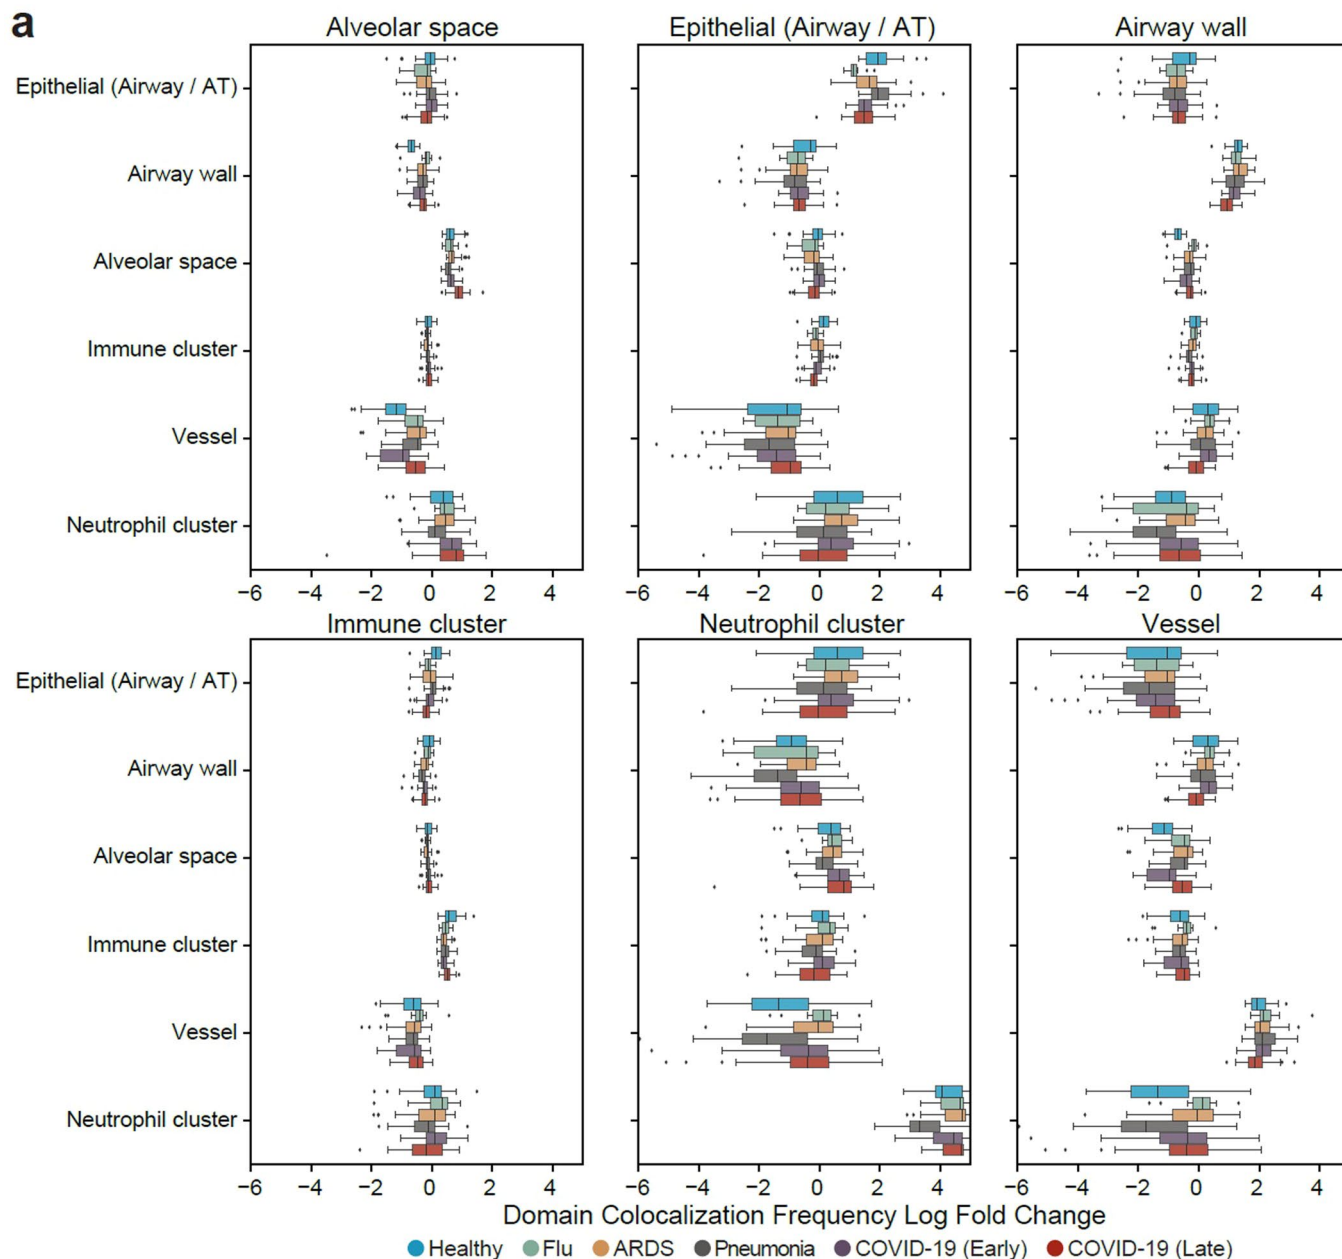 a
Alveolar space
Epithelial (Airway / AT)
Airway wall
Epithelial (Airway / AT)
Airway wall
Alveolar space
Immune cluster
Vessel
Neutrophil cluster
−6 −4 −2 0 2 4
−6 −4 −2 0 2 4
−6 −4 −2 0 2 4
Immune cluster
Neutrophil cluster
Vessel
Epithelial (Airway / AT)
Airway wall
Alveolar space
Immune cluster
Vessel
Neutrophil cluster
−6 −4 −2 0 2 4
−6 −4 −2 0 2 4
−6 −4 −2 0 2 4
Domain Colocalization Frequency Log Fold Change
Healthy Flu ARDS Pneumonia COVID-19 (Early) COVID-19 (Late)